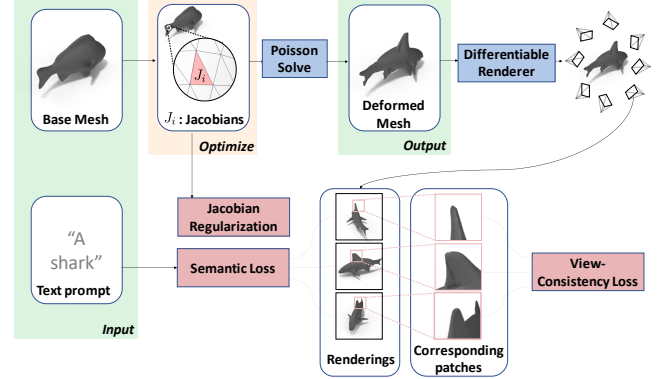 Base Mesh
J_i
J_i : Jacobians
Optimize
Poisson
Solve
Deformed
Mesh
Output
Differentiable
Renderer
"A
shark"
Text prompt
Input
Jacobian
Regularization
Semantic Loss
Renderings
Corresponding
patches
View-
Consistency Loss